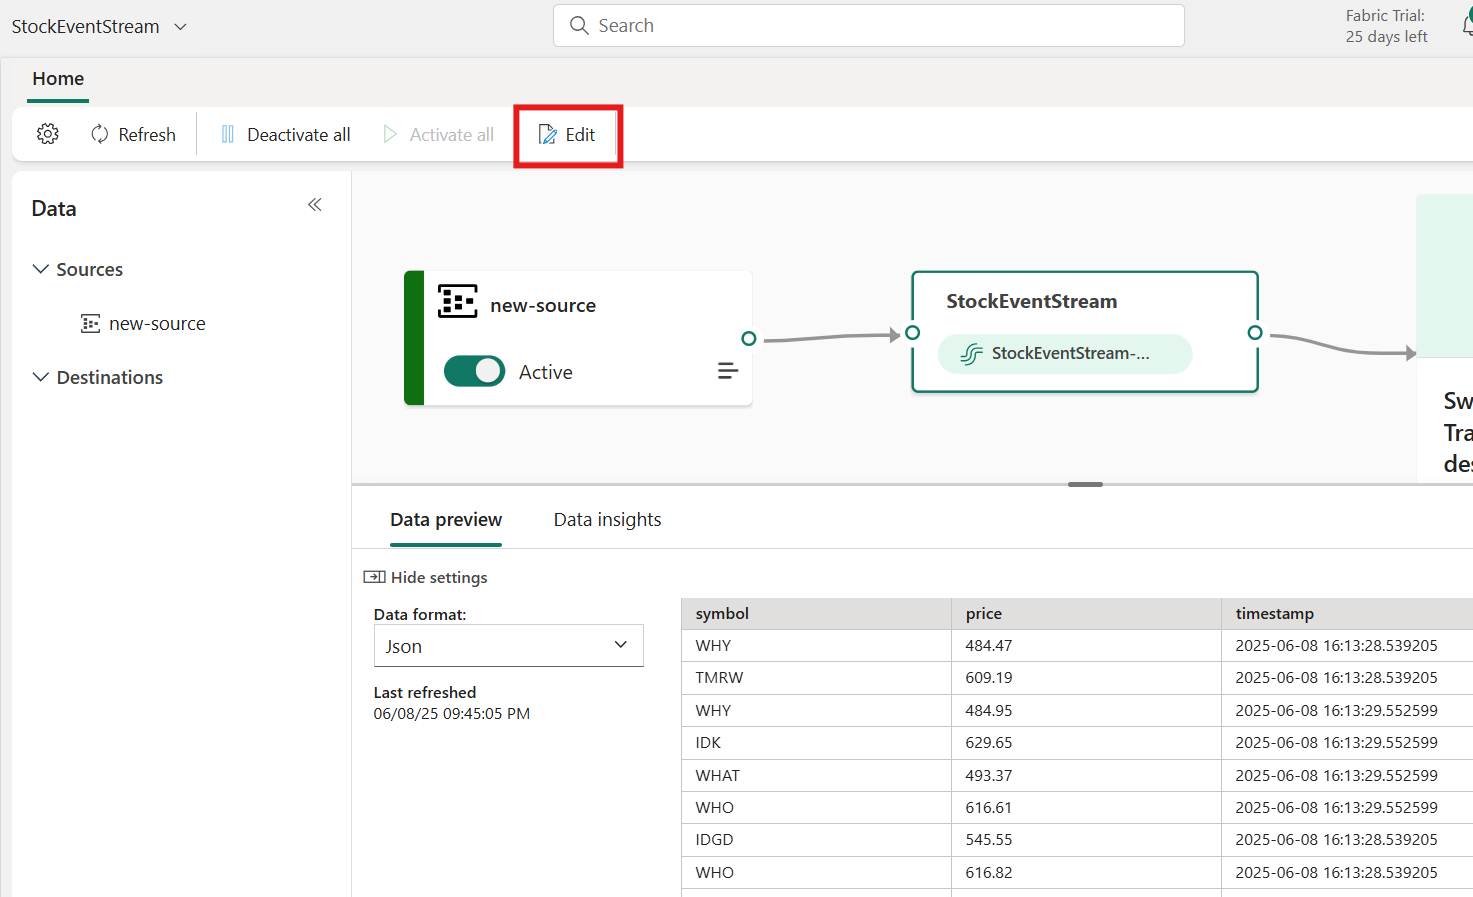 StockEventStream
Search
Fabric Trial:
25 days left
Home
Refresh
Deactivate all
Activate all
Edit
Data
Sources
new-source
Destinations
new-source
Active
StockEventStream
StockEventStream-...
Sw
Tra
des
Data preview
Data insights
Hide settings
Data format:
Json
Last refreshed
06/08/25 09:45:05 PM
symbol price timestamp
WHY 484.47 2025-06-08 16:13:28.539205
TMRW 609.19 2025-06-08 16:13:28.539205
WHY 484.95 2025-06-08 16:13:29.552599
IDK 629.65 2025-06-08 16:13:29.552599
WHAT 493.37 2025-06-08 16:13:29.552599
WHO 616.61 2025-06-08 16:13:29.552599
IDGD 545.55 2025-06-08 16:13:28.539205
WHO 616.82 2025-06-08 16:13:28.539205